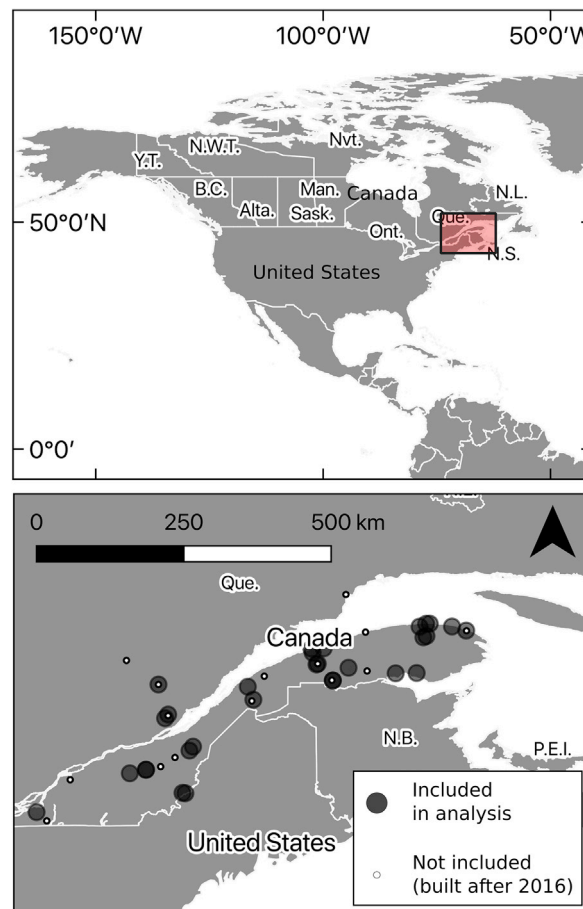 150°0′W 100°0′W 50°0′W
Nvt.
N.W.T.
Y.T.
B.C. Man. Canada N.L.
Alta. Sask. Que.
50°0′N
Ont.
N.S.
United States
0°0′
0 250 500 km
Que.
Canada
N.B.
P.E.I.
United States
Included
in analysis
Not included
(built after 2016)